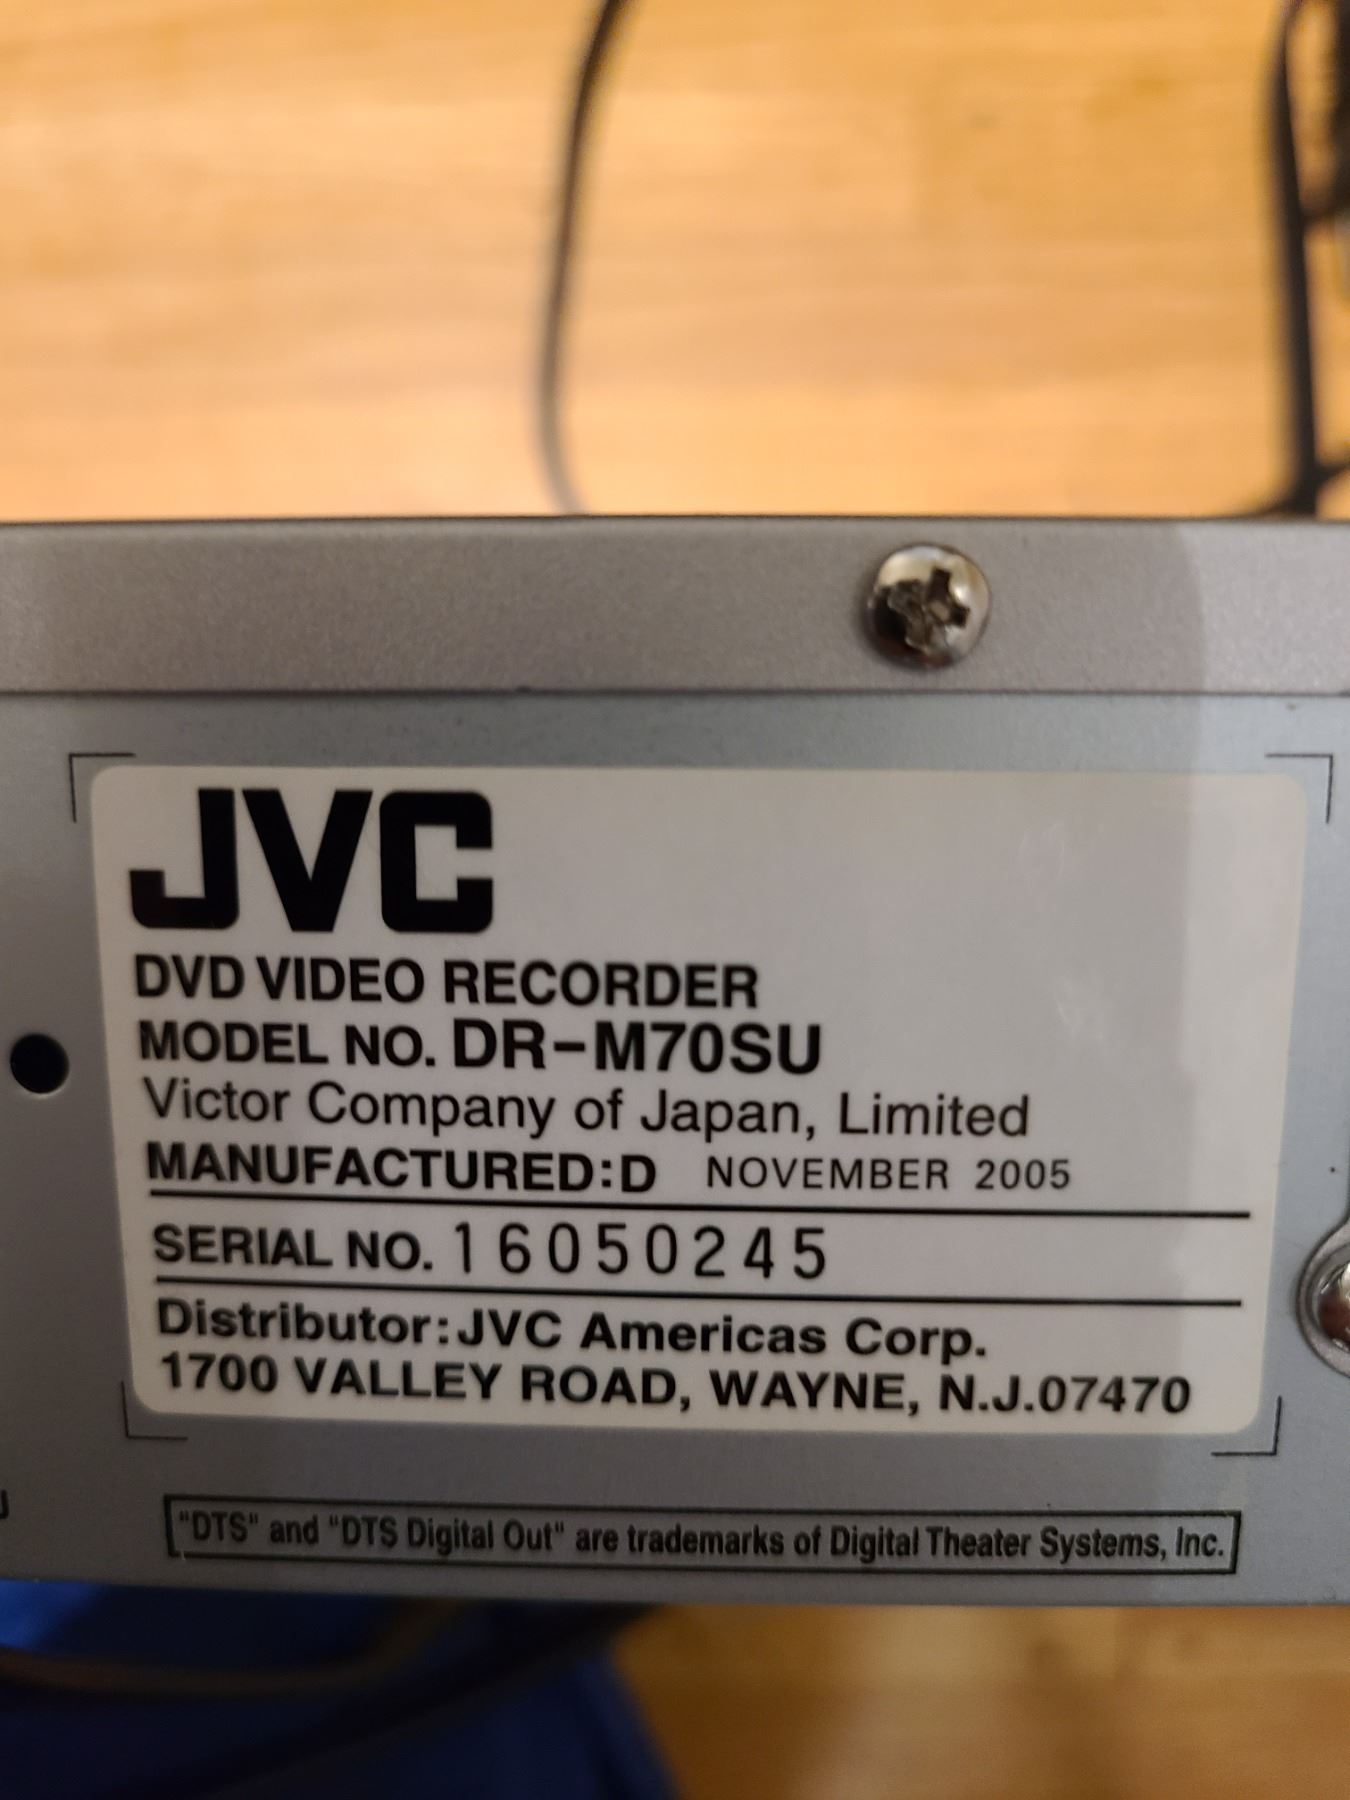 JVC
DVD VIDEO RECORDER
MODEL NO. DR-M70SU
Victor Company of Japan, Limited
MANUFACTURED:D NOVEMBER 2005
SERIAL NO. 16050245
Distributor:JVC Americas Corp.
1700 VALLEY ROAD, WAYNE, N.J.07470
"DTS" and "DTS Digital Out" are trademarks of Digital Theater Systems, Inc.